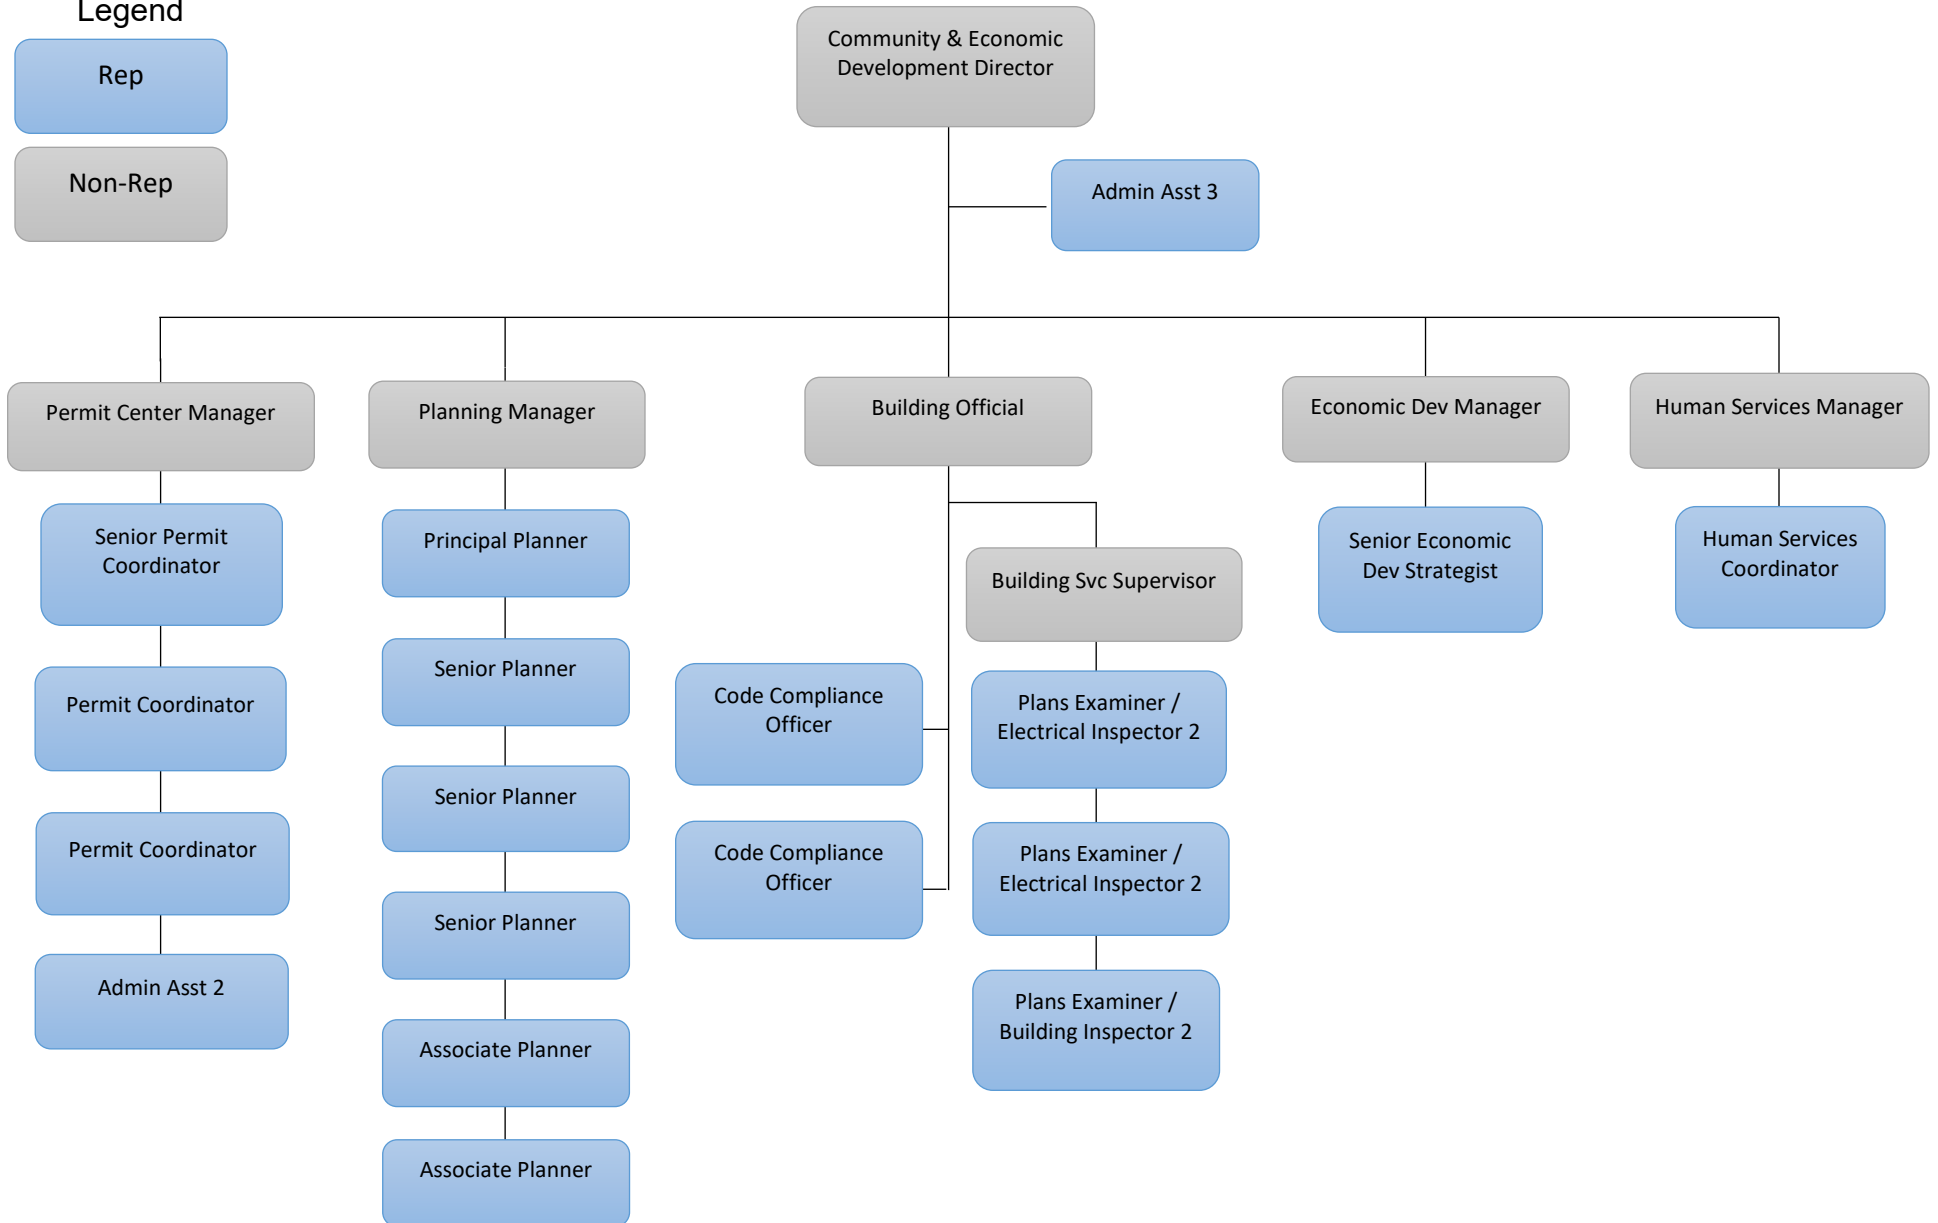 Legend
Rep
Non-Rep
Community & Economic
Development Director
Admin Asst 3
Permit Center Manager
Senior Permit
Coordinator
Permit Coordinator
Permit Coordinator
Admin Asst 2
Planning Manager
Principal Planner
Senior Planner
Senior Planner
Senior Planner
Associate Planner
Associate Planner
Building Official
Code Compliance
Officer
Code Compliance
Officer
Building Svc Supervisor
Plans Examiner /
Electrical Inspector 2
Plans Examiner /
Electrical Inspector 2
Plans Examiner /
Building Inspector 2
Economic Dev Manager
Senior Economic
Dev Strategist
Human Services Manager
Human Services
Coordinator